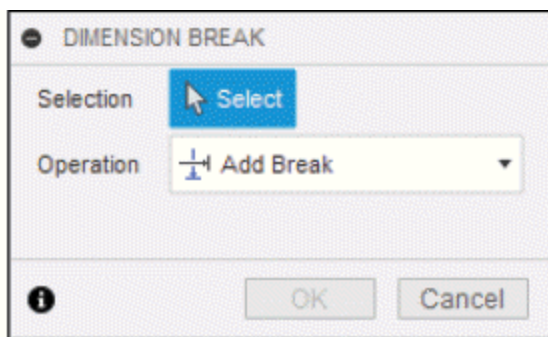 DIMENSION BREAK
Selection Select
Operation Add Break
OK Cancel